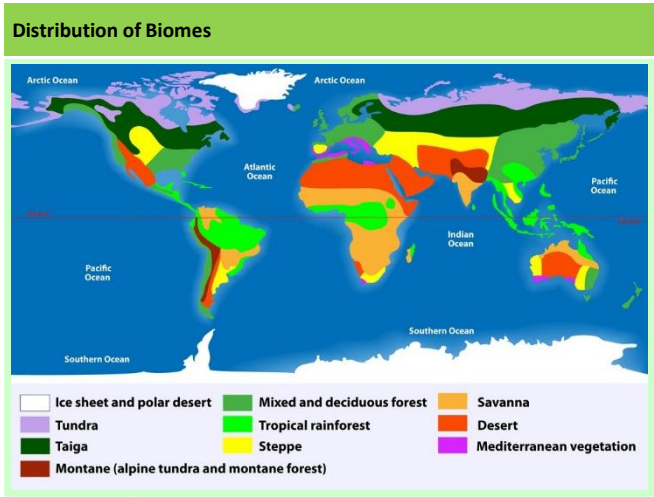 Distribution of Biomes
Arctic Ocean
Arctic Ocean
Atlantic
Ocean
Pacific
Ocean
Indian
Ocean
Pacific
Ocean
Southern Ocean
Southern Ocean
Ice sheet and polar desert
Mixed and deciduous forest
Savanna
Tundra
Tropical rainforest
Desert
Taiga
Steppe
Mediterranean vegetation
Montane (alpine tundra and montane forest)